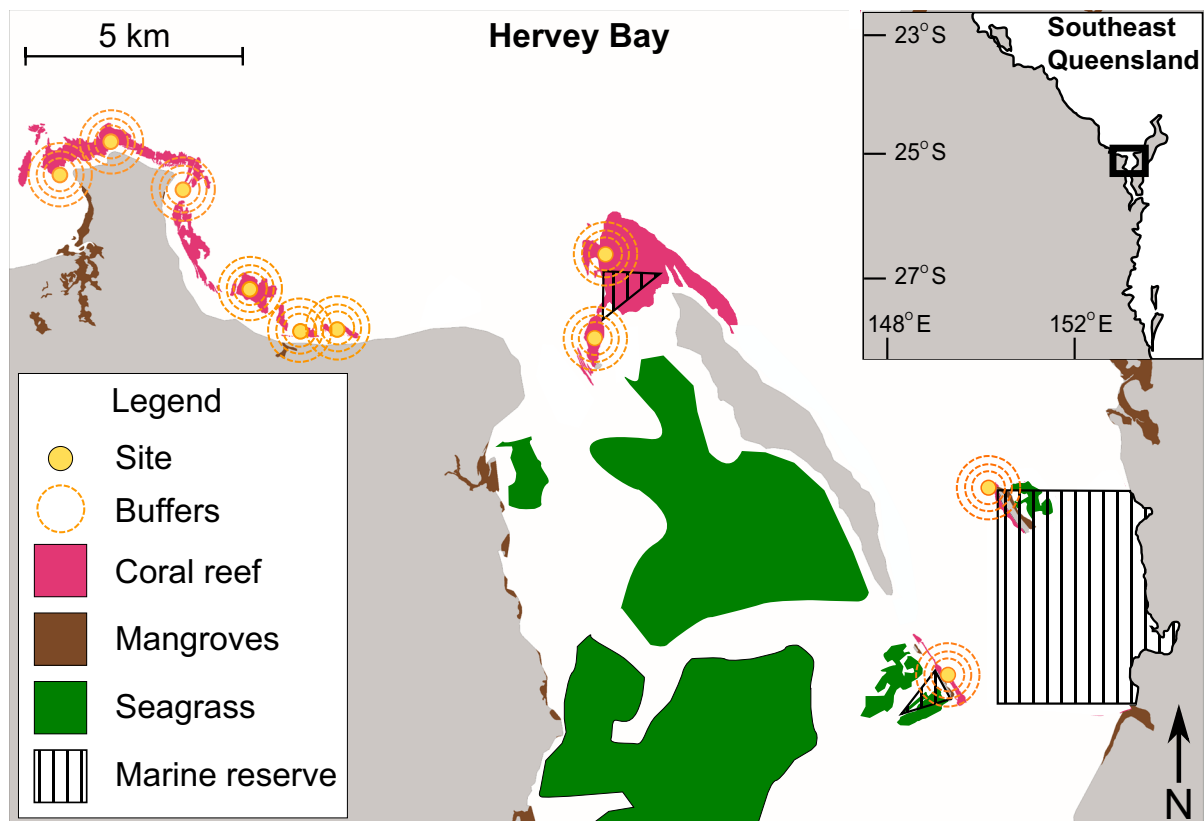 5 km
Hervey Bay
Southeast
Queensland
23°S
25°S
27°S
148°E
152°E
Legend
Site
Buffers
Coral reef
Mangroves
Seagrass
Marine reserve
N